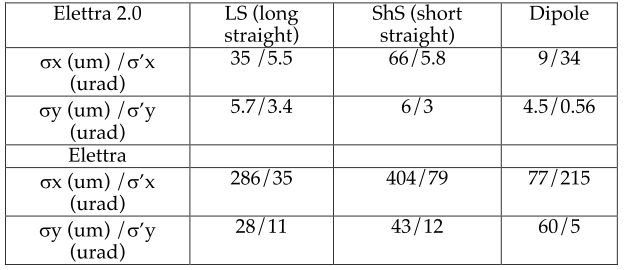 Elettra 2.0 LS (long straight) ShS (short straight) Dipole
σx (um) /σ’x (urad) 35 /5.5 66/5.8 9/34
σy (um) /σ’y (urad) 5.7/3.4 6/3 4.5/0.56
Elettra
σx (um) /σ’x (urad) 286/35 404/79 77/215
σy (um) /σ’y (urad) 28/11 43/12 60/5